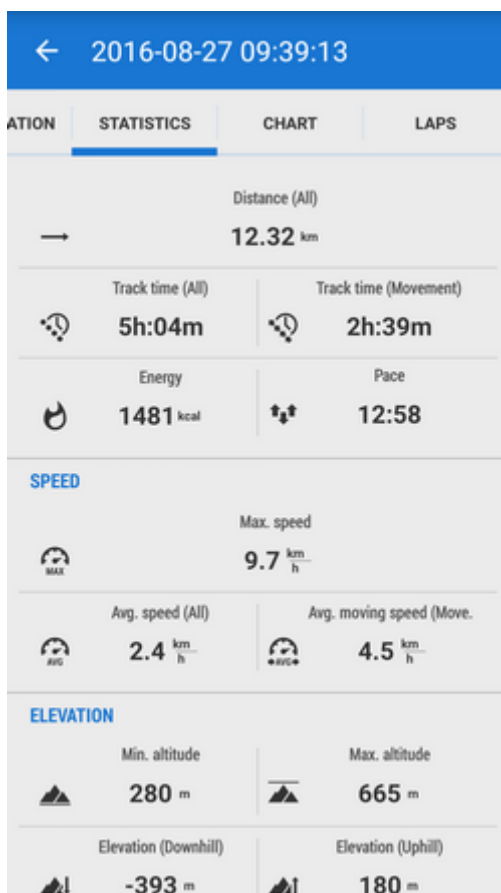 2016-08-27 09:39:13
ATION STATISTICS CHART LAPS
Distance (All)
12.32 km
Track time (All) Track time (Movement)
5h:04m 2h:39m
Energy Pace
1481 kcal 12:58
SPEED
Max. speed
MAX 9.7 km/h
Avg. speed (All) Avg. moving speed (Move.
AVG 2.4 km/h AVG 4.5 km/h
ELEVATION
Min. altitude Max. altitude
280 m 665 m
Elevation (Downhill) Elevation (Uphill)
-393 m 180 m